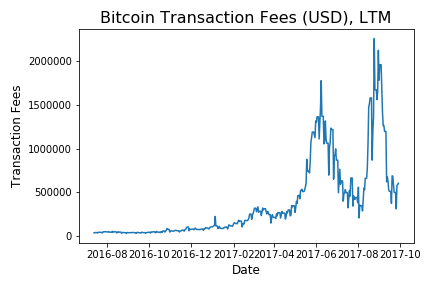 Bitcoin Transaction Fees (USD), LTM
Transaction Fees
2000000
1500000
1000000
500000
0
2016-08 2016-10 2016-12 2017-02 2017-04 2017-06 2017-08 2017-10
Date